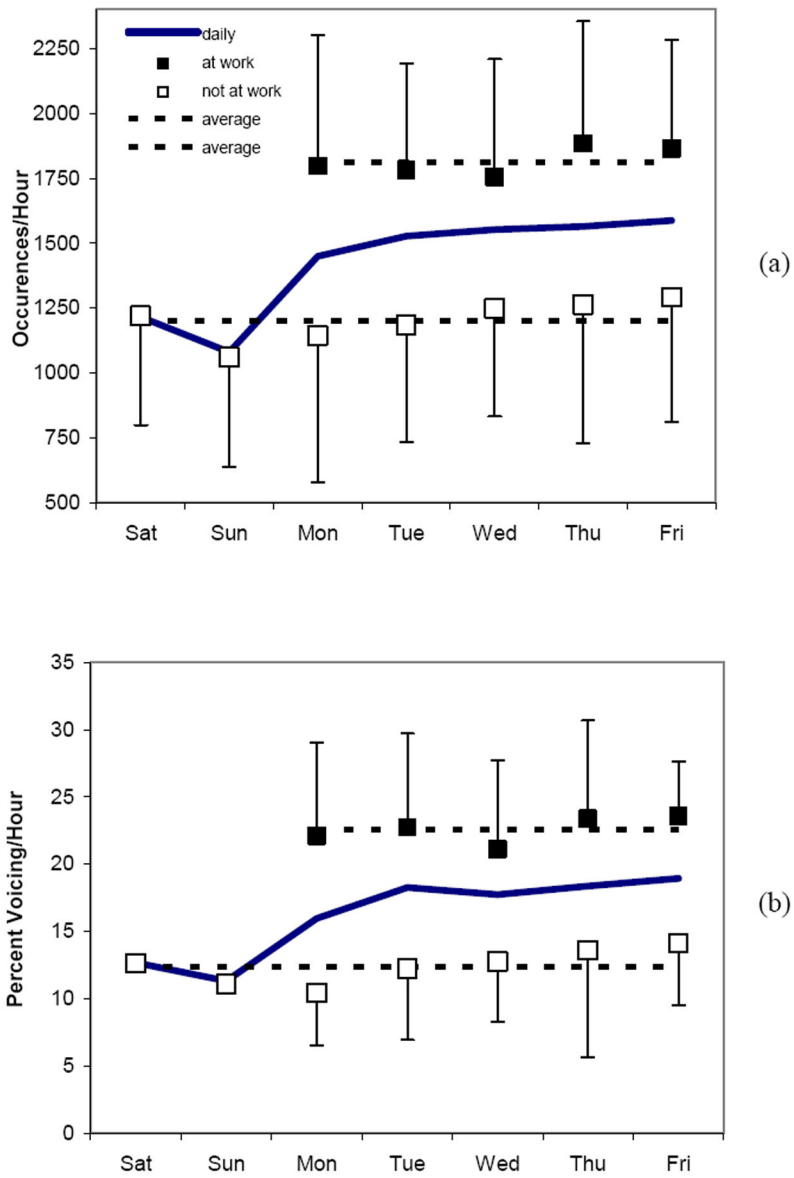 2250
2000
1750
1500
1250
1000
750
500
Occurences/Hour
daily
at work
not at work
average
average
(a)
Sat Sun Mon Tue Wed Thu Fri
35
30
25
20
15
10
5
0
Percent Voicing/Hour
(b)
Sat Sun Mon Tue Wed Thu Fri